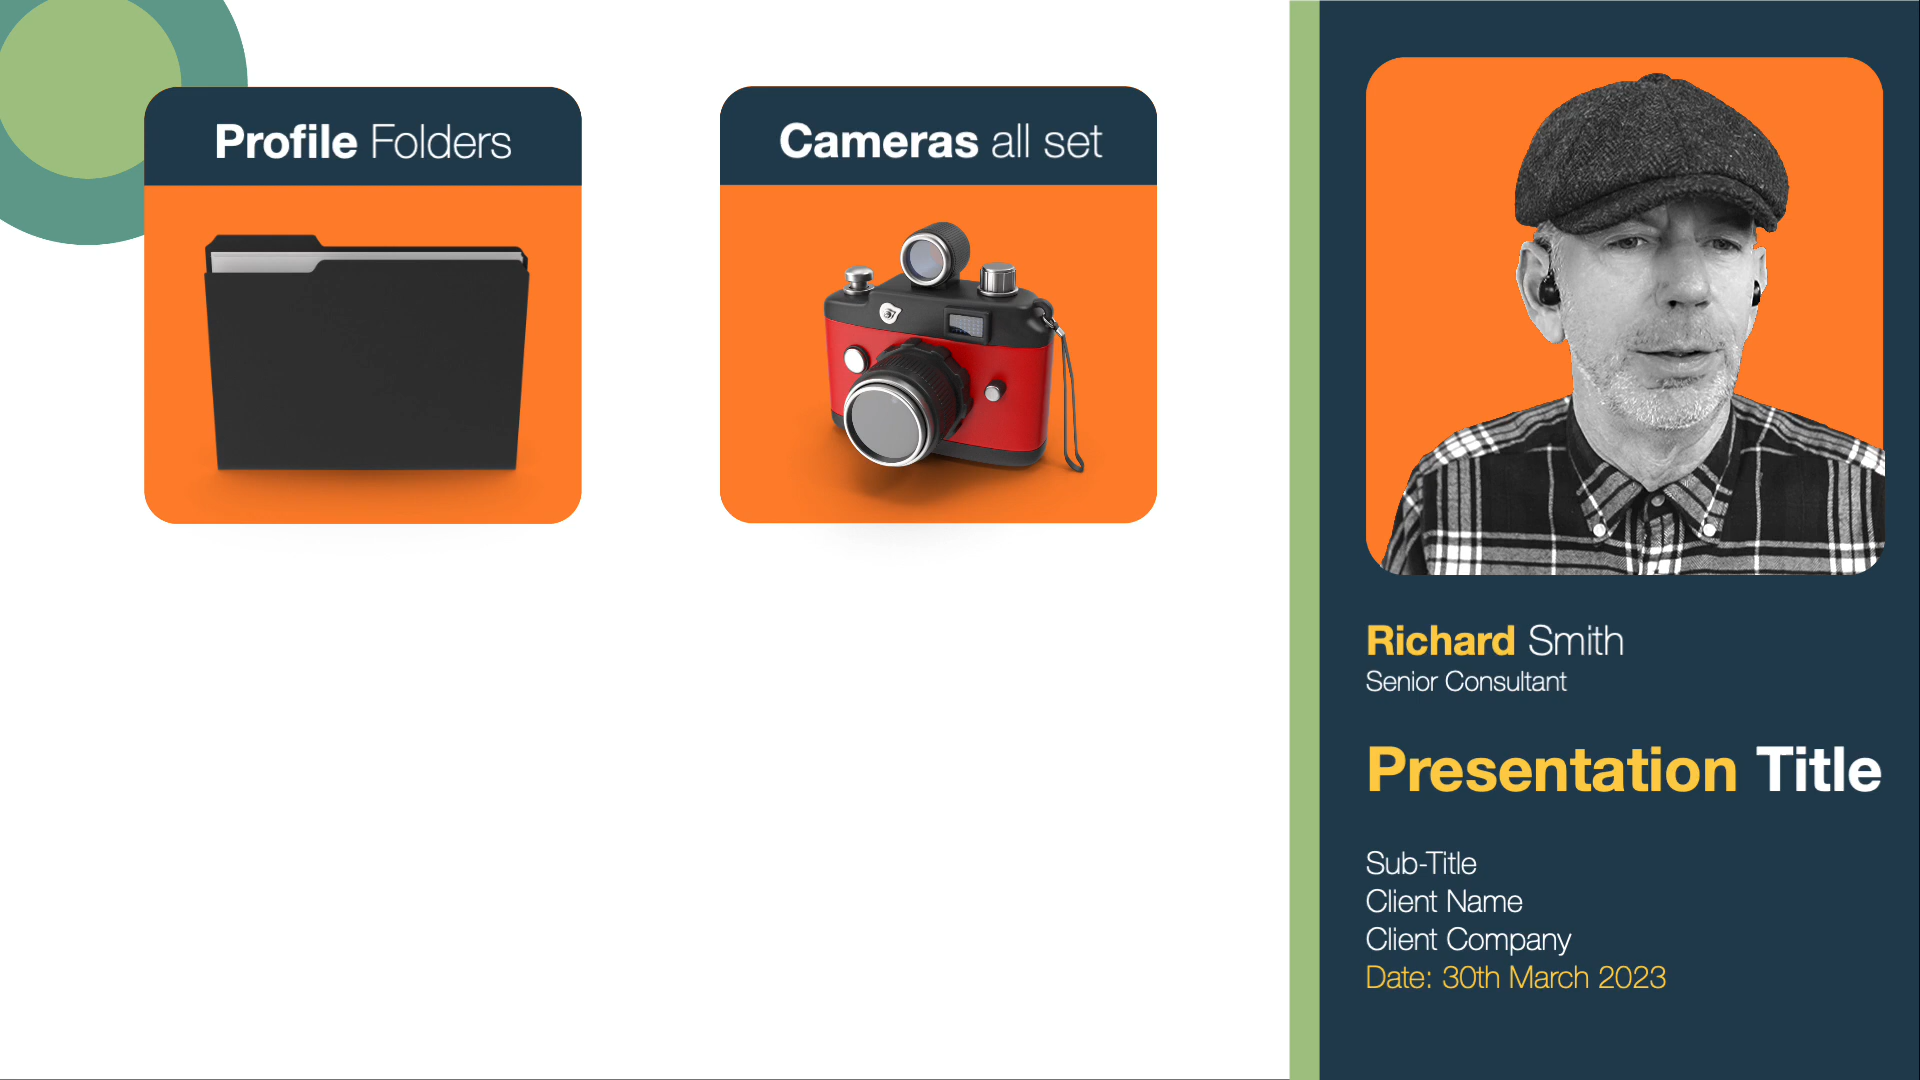 Profile Folders
Cameras all set
Richard Smith
Senior Consultant
Presentation Title
Sub-Title
Client Name
Client Company
Date: 30th March 2023